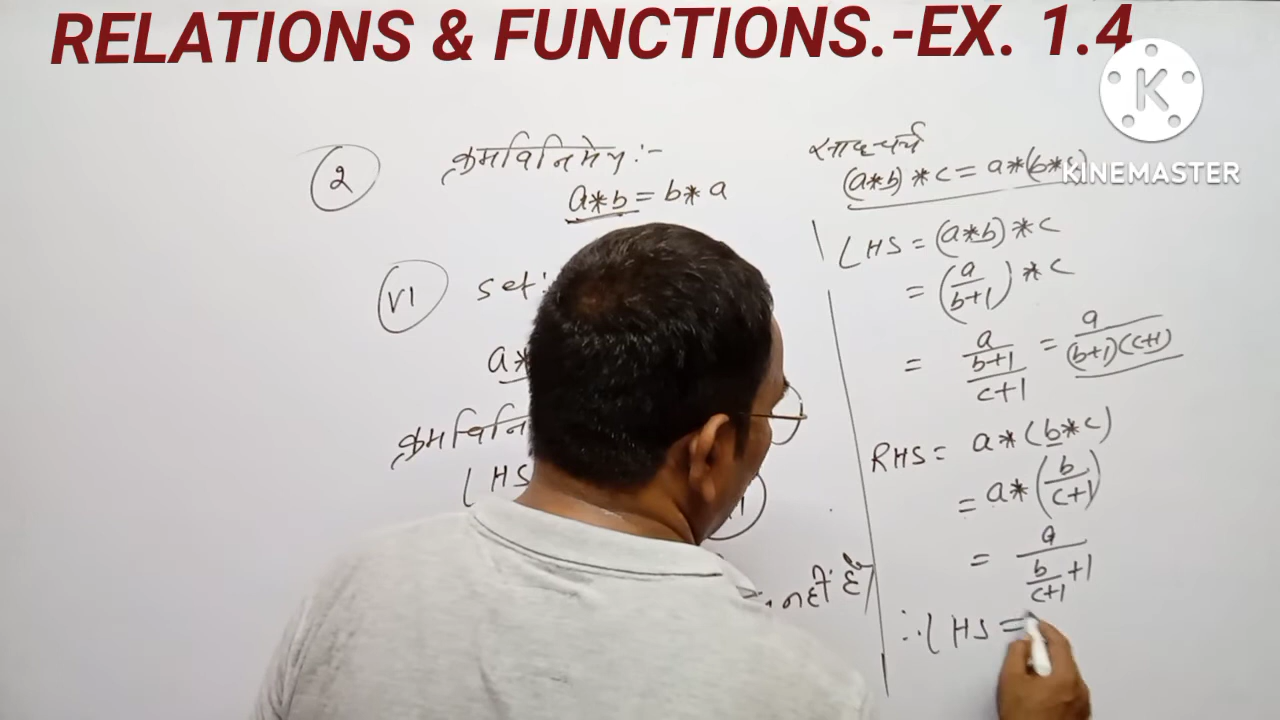 RELATIONS & FUNCTIONS.-EX. 1.4
K
KINEMASTER
2
क्रमविनिमेय :-
a*b = b*a
VI
set:
a*
क्रमविनि
LHS
नहीं है
साहचर्य
(a*b)*c = a*(b*c)
LHS = (a*b)*c
= (a/(b+1))*c
= (a/(b+1))/(c+1) = a/((b+1)(c+1))
RHS = a*(b*c)
= a*(b/(c+1))
= a/(b/(c+1)+1)
∴ LHS =